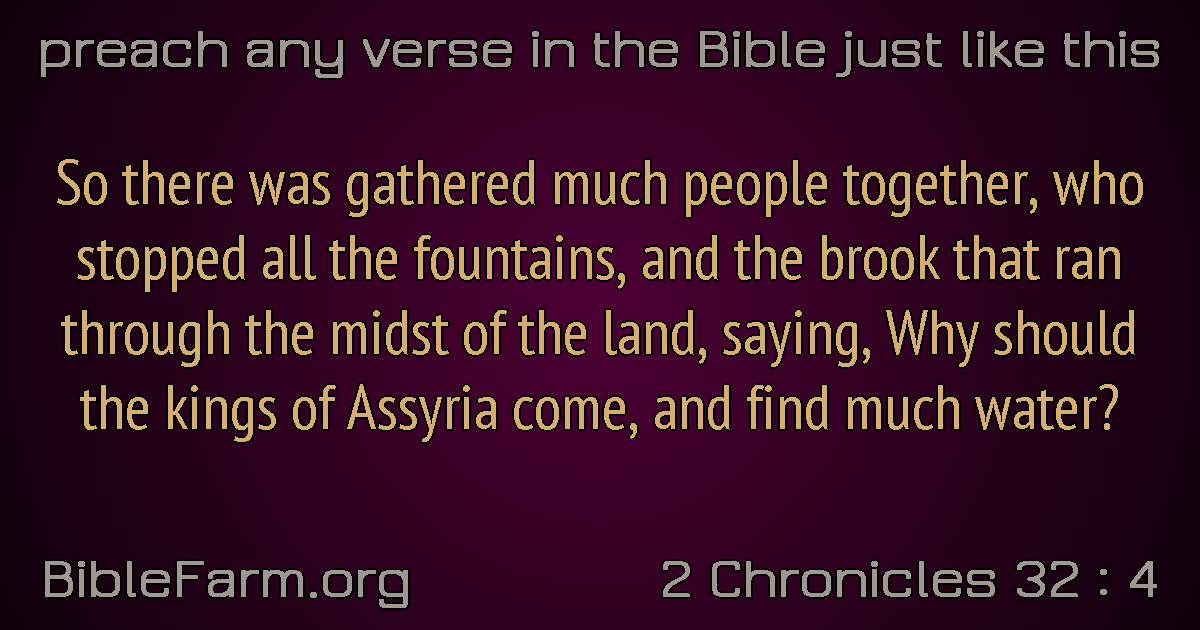 preach any verse in the Bible just like this
So there was gathered much people together, who
stopped all the fountains, and the brook that ran
through the midst of the land, saying, Why should
the kings of Assyria come, and find much water?
BibleFarm.org
2 Chronicles 32 : 4